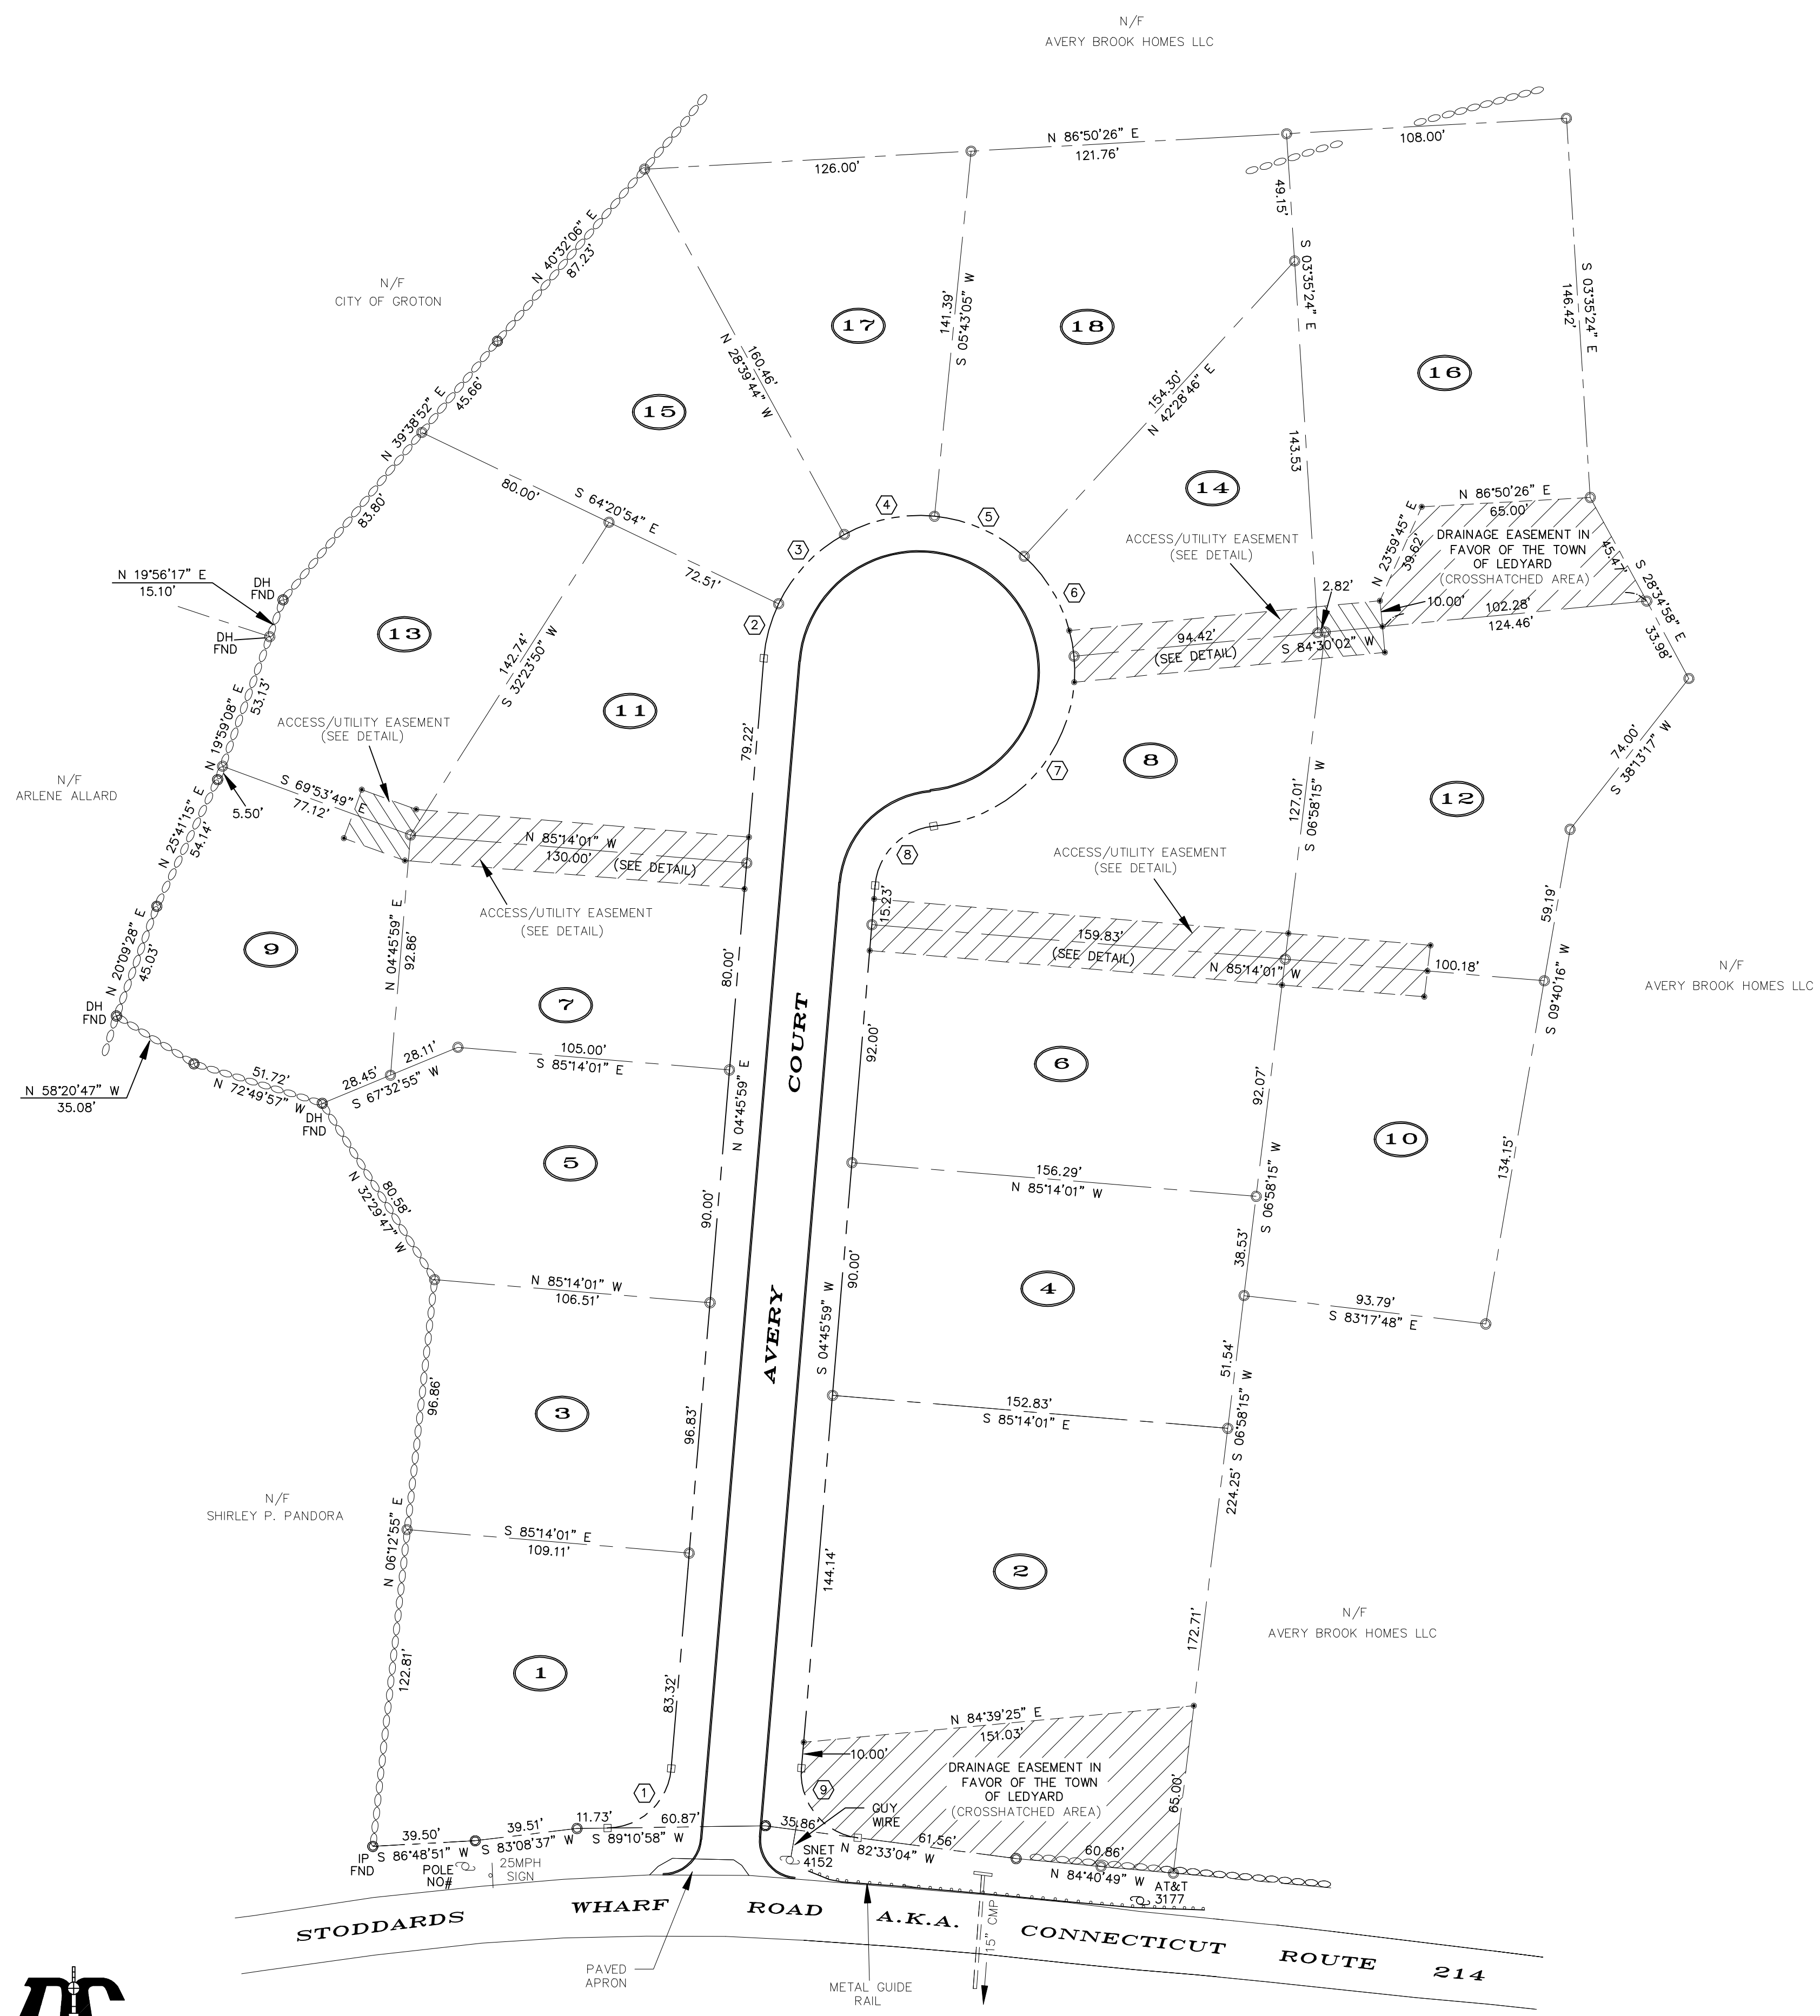 N/F
AVERY BROOK HOMES LLC
N 86°50'26" E
126.00'
121.76'
108.00'
49.15'
S 03°35'24" E
S 03°35'24" E
146.42'
N 40°32'06" E
87.23'
N/F
CITY OF GROTON
17
18
16
15
14
13
11
160.46'
N 28°39'44" W
141.39'
S 05°43'05" W
154.30'
N 42°28'46" E
143.53
N 39°38'52" E
45.66'
83.80'
80.00'
S 64°20'54" E
72.51'
4
5
3
2
6
7
8
N 86°50'26" E
65.00'
DRAINAGE EASEMENT IN
FAVOR OF THE TOWN
OF LEDYARD
(CROSSHATCHED AREA)
N 23°59'45" E
39.62'
45.47'
S 28°34'58" E
33.98'
ACCESS/UTILITY EASEMENT
(SEE DETAIL)
2.82'
10.00'
102.28'
124.46'
94.42'
(SEE DETAIL)
S 84°30'02" W
N 19°56'17" E
15.10'
DH
FND
DH
FND
53.13'
N 19°59'08" E
142.74'
S 32°23'50" W
79.22'
ACCESS/UTILITY EASEMENT
(SEE DETAIL)
N/F
ARLENE ALLARD
S 69°53'49" E
77.12'
5.50'
N 25°41'15" E
54.14'
N 85°14'01" W
130.00'
(SEE DETAIL)
8
12
74.00'
S 38°13'17" W
127.01'
S 06°58'15" W
ACCESS/UTILITY EASEMENT
(SEE DETAIL)
59.19'
S 09°40'16" W
15.23'
159.83'
(SEE DETAIL)
N 85°14'01" W
100.18'
N/F
AVERY BROOK HOMES LLC
ACCESS/UTILITY EASEMENT
(SEE DETAIL)
9
N 20°09'28" E
45.03'
N 04°45'59" E
92.86'
7
80.00'
DH
FND
N 58°20'47" W
35.08'
51.72'
N 72°49'57" W
DH
FND
28.45'
28.11'
S 67°32'55" W
105.00'
S 85°14'01" E
N 04°45'59" E
AVERY COURT
92.00'
6
92.07'
10
134.15'
5
90.00'
80.58'
N 32°29'47" W
156.29'
N 85°14'01" W
S 06°58'15" W
38.53'
N 85°14'01" W
106.51'
90.00'
S 04°45'59" W
4
93.79'
S 83°17'48" E
51.54'
96.86'
3
96.83'
152.83'
S 85°14'01" E
224.25' S 06°58'15" W
N/F
SHIRLEY P. PANDORA
S 85°14'01" E
109.11'
N 06°12'55" E
144.14'
2
172.71'
N/F
AVERY BROOK HOMES LLC
122.81'
1
83.32'
N 84°39'25" E
151.03'
10.00'
DRAINAGE EASEMENT IN
FAVOR OF THE TOWN
OF LEDYARD
(CROSSHATCHED AREA)
65.00'
1
9
GUY
WIRE
39.50'
39.51'
11.73'
60.87'
35.86'
61.56'
60.86'
IP
FND
S 86°48'51" W
S 83°08'37" W
S 89°10'58" W
N 82°33'04" W
N 84°40'49" W
POLE
NO#
25MPH
SIGN
SNET
4152
AT&T
3177
15" CMP
STODDARDS WHARF ROAD A.K.A. CONNECTICUT ROUTE 214
PAVED
APRON
METAL GUIDE
RAIL